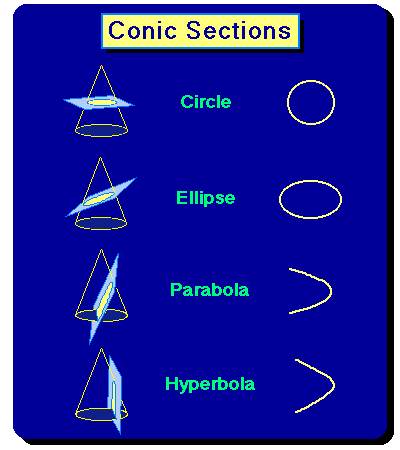 Conic Sections
Circle
Ellipse
Parabola
Hyperbola